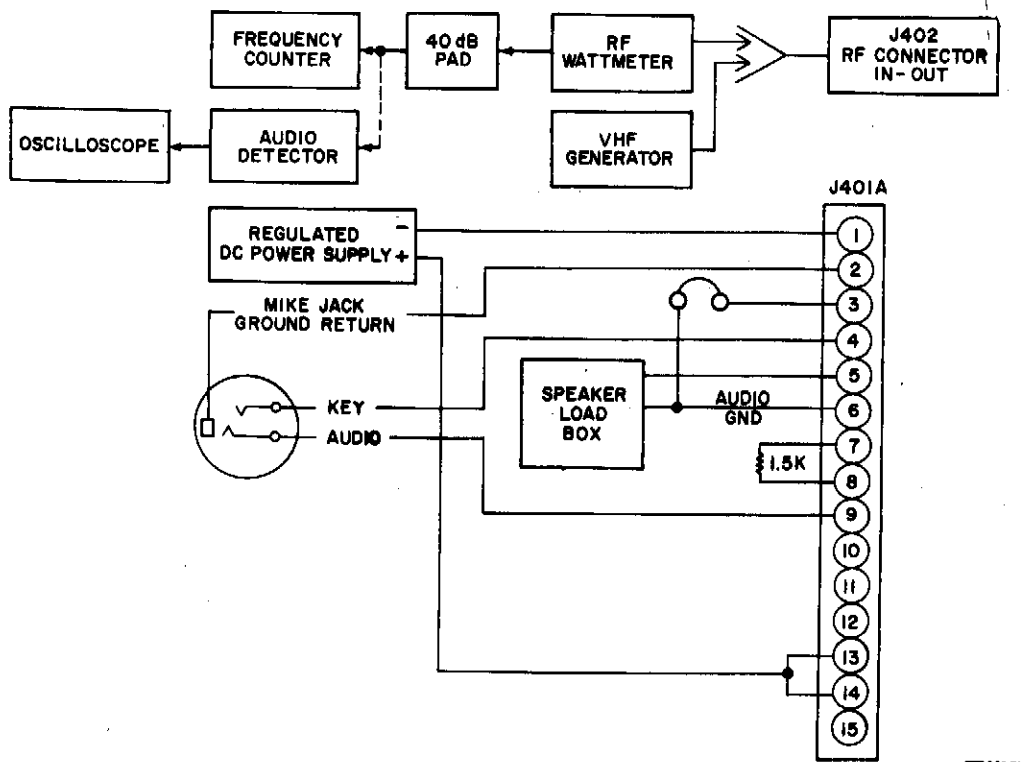 FREQUENCY
COUNTER
40 dB
PAD
RF
WATTMETER
J402
RF CONNECTOR
IN-OUT
OSCILLOSCOPE
AUDIO
DETECTOR
VHF
GENERATOR
J401A
REGULATED -
DC POWER SUPPLY +
MIKE JACK
GROUND RETURN
KEY
AUDIO
SPEAKER
LOAD
BOX
AUDIO
GND
1.5K
1
2
3
4
5
6
7
8
9
10
11
12
13
14
15